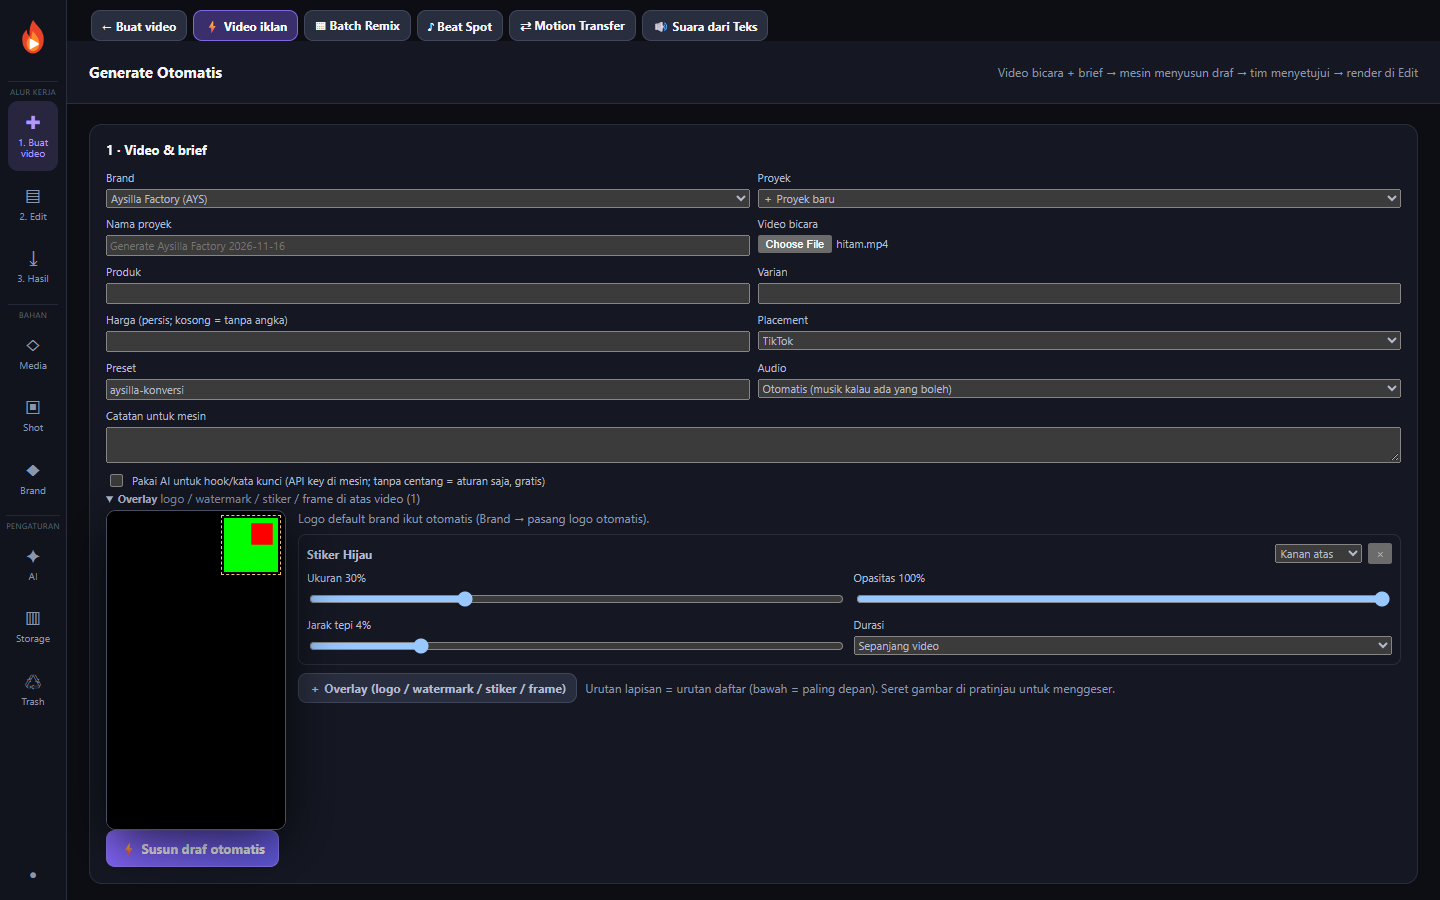 ← Buat video
Video iklan
Batch Remix
Beat Spot
Motion Transfer
Suara dari Teks
Generate Otomatis
Video bicara + brief → mesin menyusun draf → tim menyetujui → render di Edit
ALUR KERJA
1. Buat video
2. Edit
3. Hasil
BAHAN
Media
Shot
Brand
PENGATURAN
AI
Storage
Trash
1 · Video & brief
Brand
Proyek
Aysilla Factory (AYS)
+ Proyek baru
Nama proyek
Video bicara
Generate Aysilla Factory 2026-11-16
Choose File hitam.mp4
Produk
Varian
Harga (persis; kosong = tanpa angka)
Placement
TikTok
Preset
Audio
aysilla-konversi
Otomatis (musik kalau ada yang boleh)
Catatan untuk mesin
Pakai AI untuk hook/kata kunci (API key di mesin; tanpa centang = aturan saja, gratis)
▼ Overlay logo / watermark / stiker / frame di atas video (1)
Logo default brand ikut otomatis (Brand → pasang logo otomatis).
Stiker Hijau
Kanan atas
×
Ukuran 30%
Opasitas 100%
Jarak tepi 4%
Durasi
Sepanjang video
+ Overlay (logo / watermark / stiker / frame)
Urutan lapisan = urutan daftar (bawah = paling depan). Seret gambar di pratinjau untuk menggeser.
Susun draf otomatis